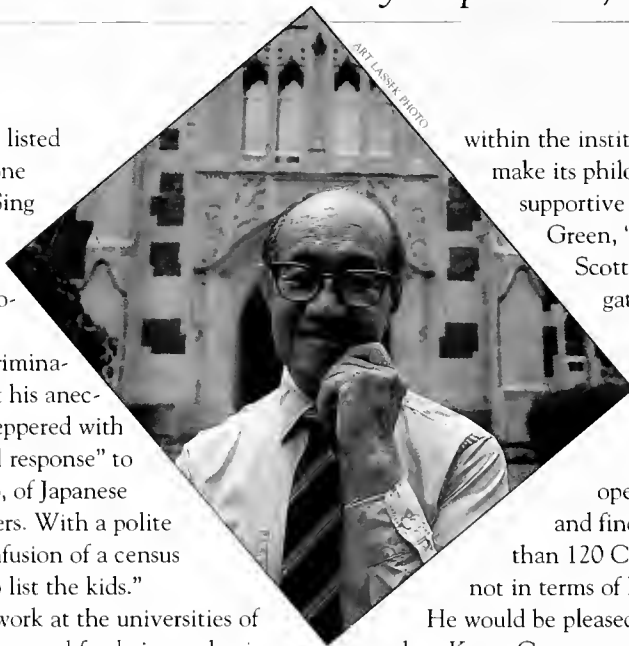 ART LASSEK PHOTO
listed
ne
Sing
o-
rimina-
his anec-
eppered with
response" to
of Japanese
ers. With a polite
nfusion of a census
list the kids."
work at the universities of
within the instit
make its philo
supportive
Green, "
Scott
gat
ope
and fin
than 120 C
not in terms of
He would be pleased